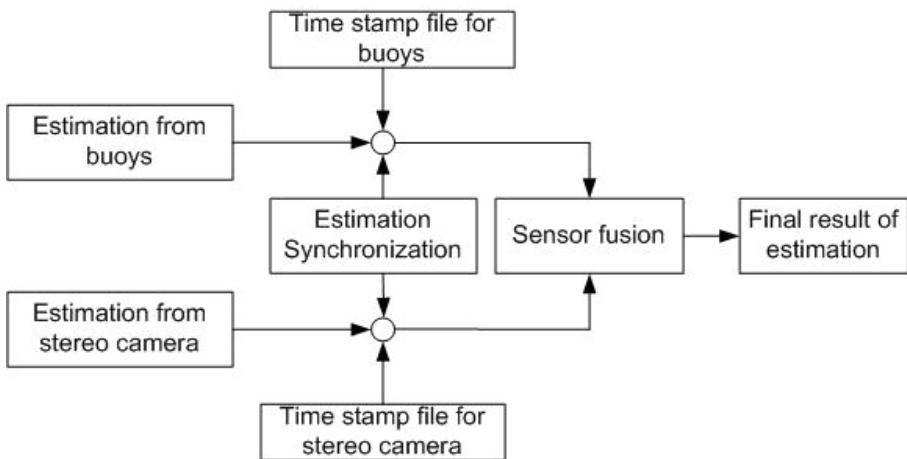 Time stamp file for
buoys
Estimation from
buoys
Estimation
Synchronization
Sensor fusion
Final result of
estimation
Estimation from
stereo camera
Time stamp file for
stereo camera